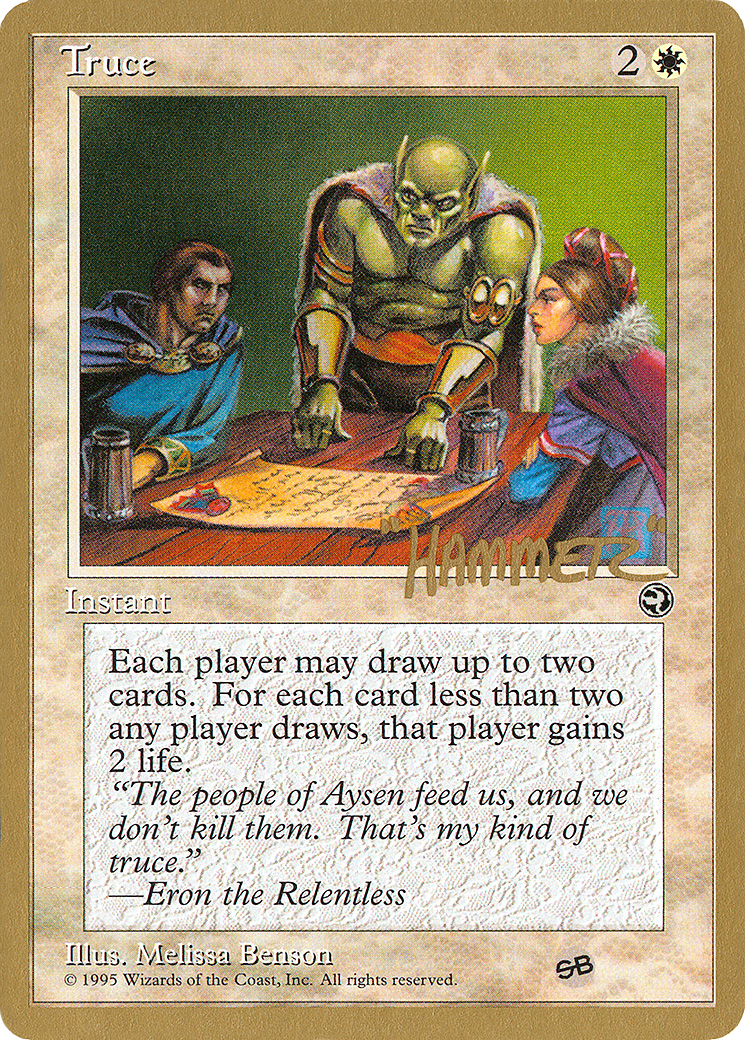 Truce 2
"HAMMER"
Instant
Each player may draw up to two
cards. For each card less than two
any player draws, that player gains
2 life.
“The people of Aysen feed us, and we
don’t kill them. That’s my kind of
truce.”
—Eron the Relentless
Illus. Melissa Benson
© 1995 Wizards of the Coast, Inc. All rights reserved.
SB